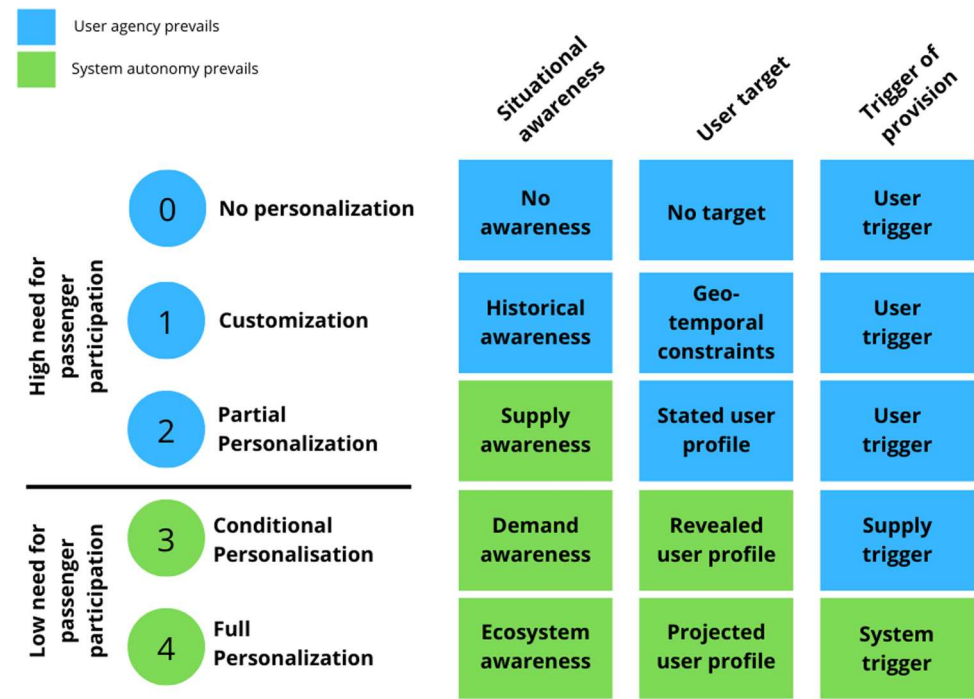 User agency prevails
System autonomy prevails
Situational
awareness
User target
Trigger of
provision
High need for
passenger
participation
0
No personalization
No
awareness
No target
User
trigger
1
Customization
Historical
awareness
Geo-
temporal
constraints
User
trigger
2
Partial
Personalization
Supply
awareness
Stated user
profile
User
trigger
Low need for
passenger
participation
3
Conditional
Personalisation
Demand
awareness
Revealed
user profile
Supply
trigger
4
Full
Personalization
Ecosystem
awareness
Projected
user profile
System
trigger